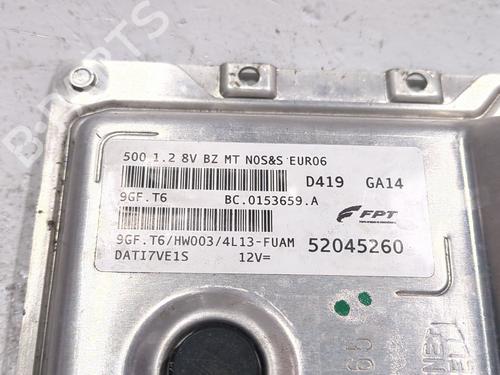 500 1.2 8V BZ MT NOS&S EURO6
D419 GA14
9GF.T6 BC.0153659.A
FPT
9GF.T6/HW003/4L13-FUAM 52045260
DATI7VE1S 12V=